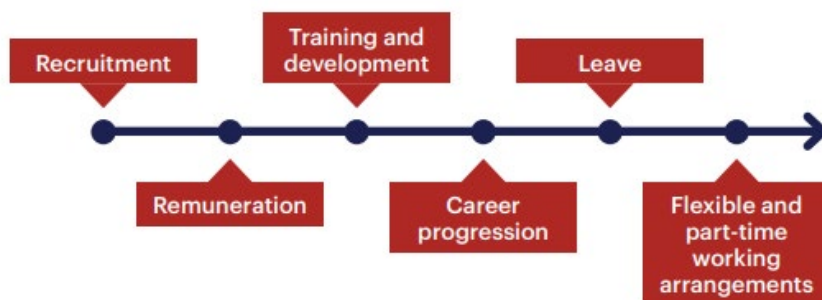 Recruitment
Remuneration
Training and
development
Career
progression
Leave
Flexible and
part-time
working
arrangements